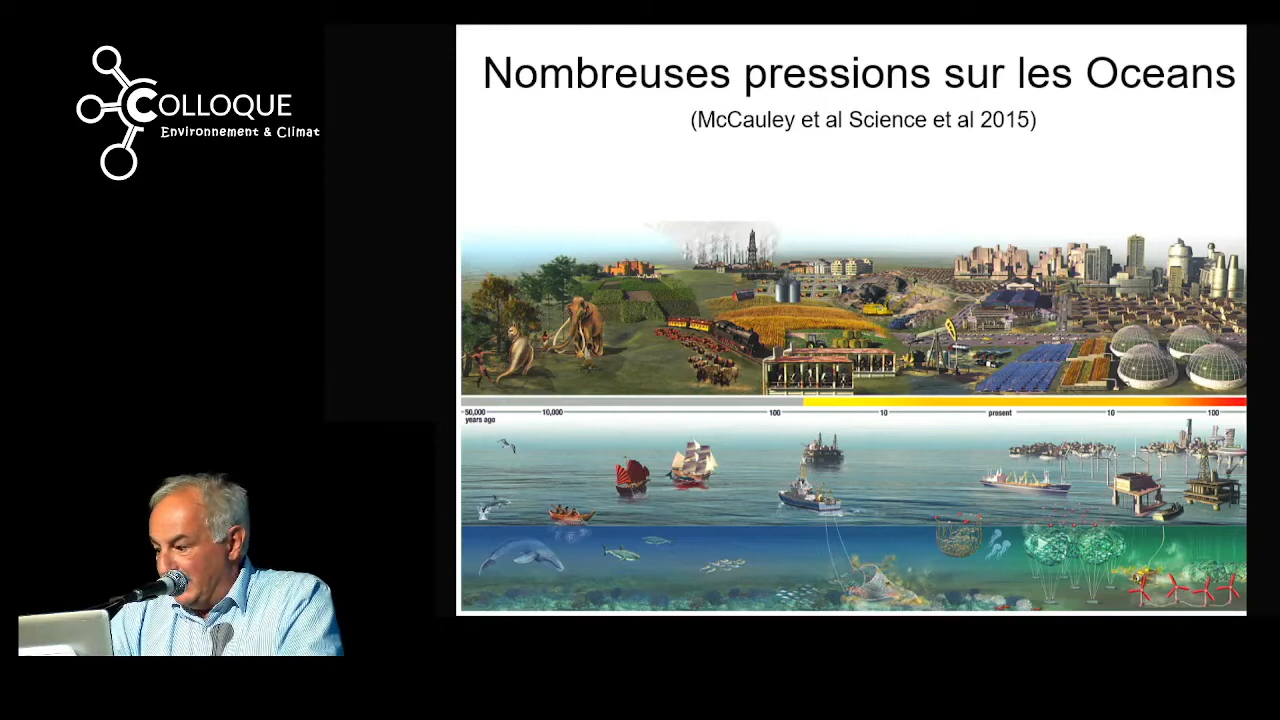 COLLOQUE
Environnement & Climat
Nombreuses pressions sur les Oceans
(McCauley et al Science et al 2015)
50,000 years ago
10,000
100
10
present
10
100